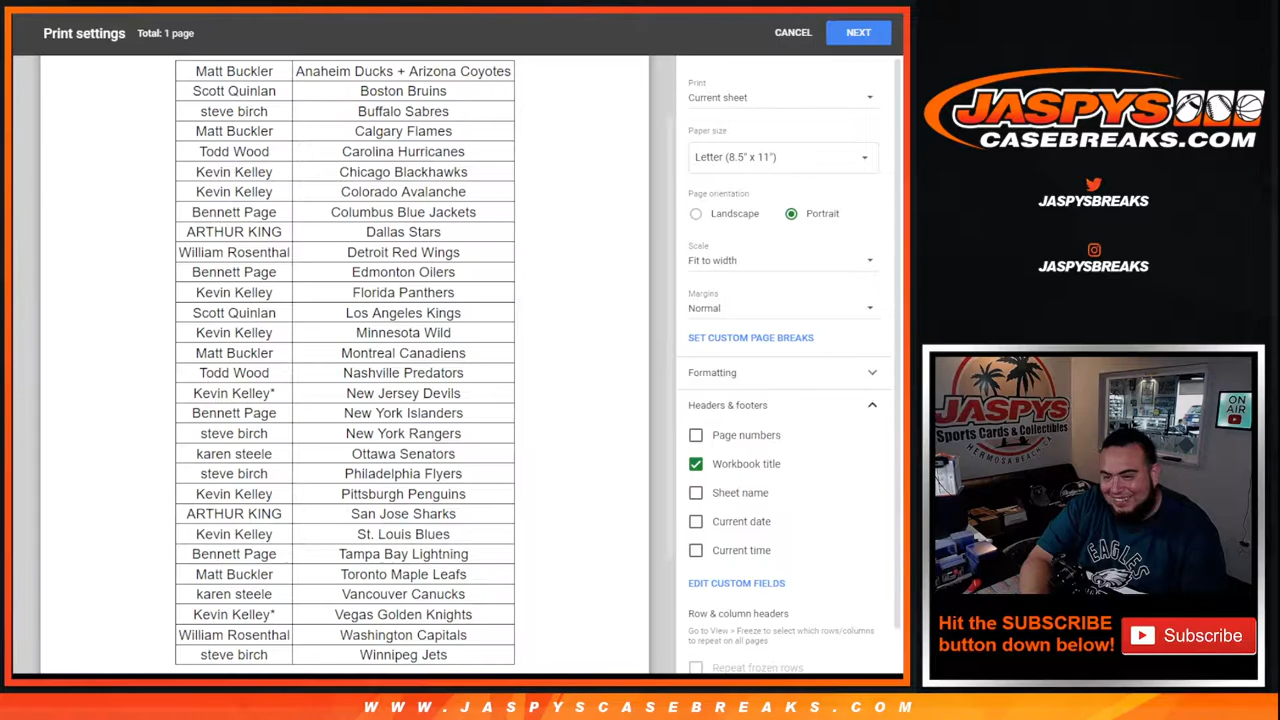 Print settings Total: 1 page CANCEL NEXT
Matt Buckler Anaheim Ducks + Arizona Coyotes
Scott Quinlan Boston Bruins
steve birch Buffalo Sabres
Matt Buckler Calgary Flames
Todd Wood Carolina Hurricanes
Kevin Kelley Chicago Blackhawks
Kevin Kelley Colorado Avalanche
Bennett Page Columbus Blue Jackets
ARTHUR KING Dallas Stars
William Rosenthal Detroit Red Wings
Bennett Page Edmonton Oilers
Kevin Kelley Florida Panthers
Scott Quinlan Los Angeles Kings
Kevin Kelley Minnesota Wild
Matt Buckler Montreal Canadiens
Todd Wood Nashville Predators
Kevin Kelley* New Jersey Devils
Bennett Page New York Islanders
steve birch New York Rangers
karen steele Ottawa Senators
steve birch Philadelphia Flyers
Kevin Kelley Pittsburgh Penguins
ARTHUR KING San Jose Sharks
Kevin Kelley St. Louis Blues
Bennett Page Tampa Bay Lightning
Matt Buckler Toronto Maple Leafs
karen steele Vancouver Canucks
Kevin Kelley* Vegas Golden Knights
William Rosenthal Washington Capitals
steve birch Winnipeg Jets
Print
Current sheet
Paper size
Letter (8.5" x 11")
Page orientation
Landscape Portrait
Scale
Fit to width
Margins
Normal
SET CUSTOM PAGE BREAKS
Formatting
Headers & footers
Page numbers
Workbook title
Sheet name
Current date
Current time
EDIT CUSTOM FIELDS
Row & column headers
Go to View > Freeze to select which rows/columns
to repeat on all pages
Repeat frozen rows
JASPYS
CASEBREAKS.COM
JASPYSBREAKS
JASPYSBREAKS
JASPYS
Sports Cards & Collectibles
HERMOSA BEACH, CA
ON
AIR
EAGLES
Hit the SUBSCRIBE
button down below!
Subscribe
WWW.JASPYSCASEBREAKS.COM